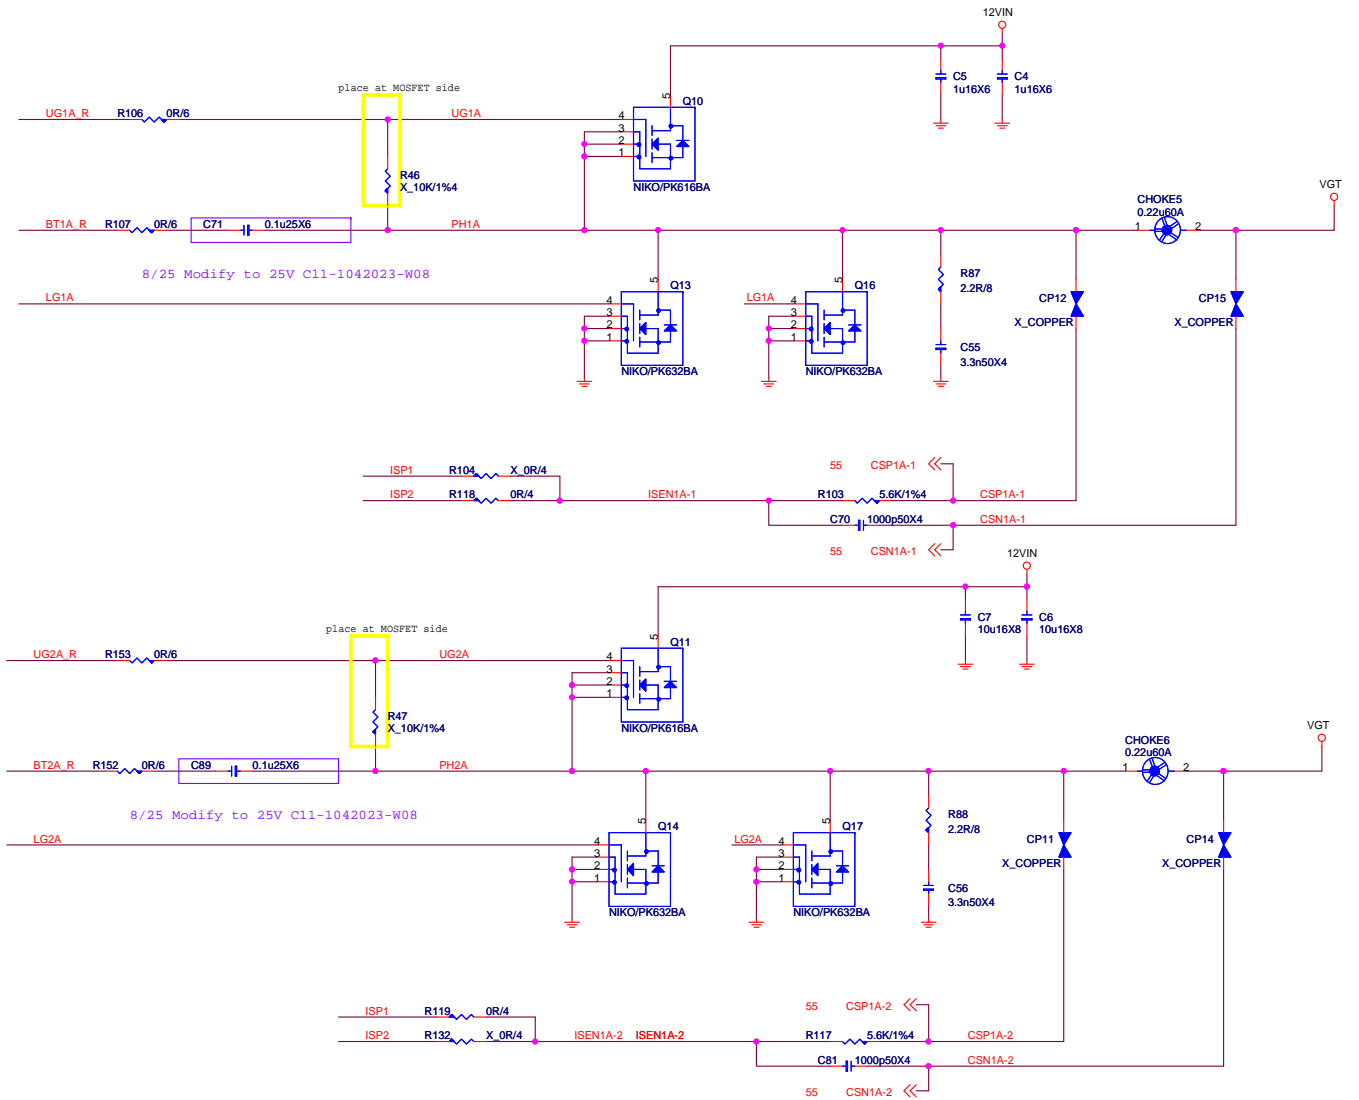 12VIN
C5
1u16X6
C4
1u16X6
place at MOSFET side
UG1A_R
R106
0R/6
UG1A
5
Q10
4
3
2
1
NIKO/PK616BA
R46
X_10K/1%4
BT1A_R
R107
0R/6
C71
0.1u25X6
PH1A
CHOKE5
0.22u60A
1
2
VGT
8/25 Modify to 25V C11-1042023-W08
LG1A
5
Q13
4
3
2
1
NIKO/PK632BA
LG1A
5
Q16
4
3
2
1
NIKO/PK632BA
R87
2.2R/8
C55
3.3n50X4
CP12
X_COPPER
CP15
X_COPPER
ISP1
R104
X_0R/4
ISP2
R118
0R/4
ISEN1A-1
55
CSP1A-1
R103
5.6K/1%4
CSP1A-1
C70
1000p50X4
CSN1A-1
55
CSN1A-1
12VIN
C7
10u16X8
C6
10u16X8
place at MOSFET side
UG2A_R
R153
0R/6
UG2A
5
Q11
4
3
2
1
NIKO/PK616BA
R47
X_10K/1%4
BT2A_R
R152
0R/6
C89
0.1u25X6
PH2A
CHOKE6
0.22u60A
1
2
VGT
8/25 Modify to 25V C11-1042023-W08
LG2A
5
Q14
4
3
2
1
NIKO/PK632BA
LG2A
5
Q17
4
3
2
1
NIKO/PK632BA
R88
2.2R/8
C56
3.3n50X4
CP11
X_COPPER
CP14
X_COPPER
ISP1
R119
0R/4
ISP2
R132
X_0R/4
ISEN1A-2
ISEN1A-2
55
CSP1A-2
R117
5.6K/1%4
CSP1A-2
C81
1000p50X4
CSN1A-2
55
CSN1A-2